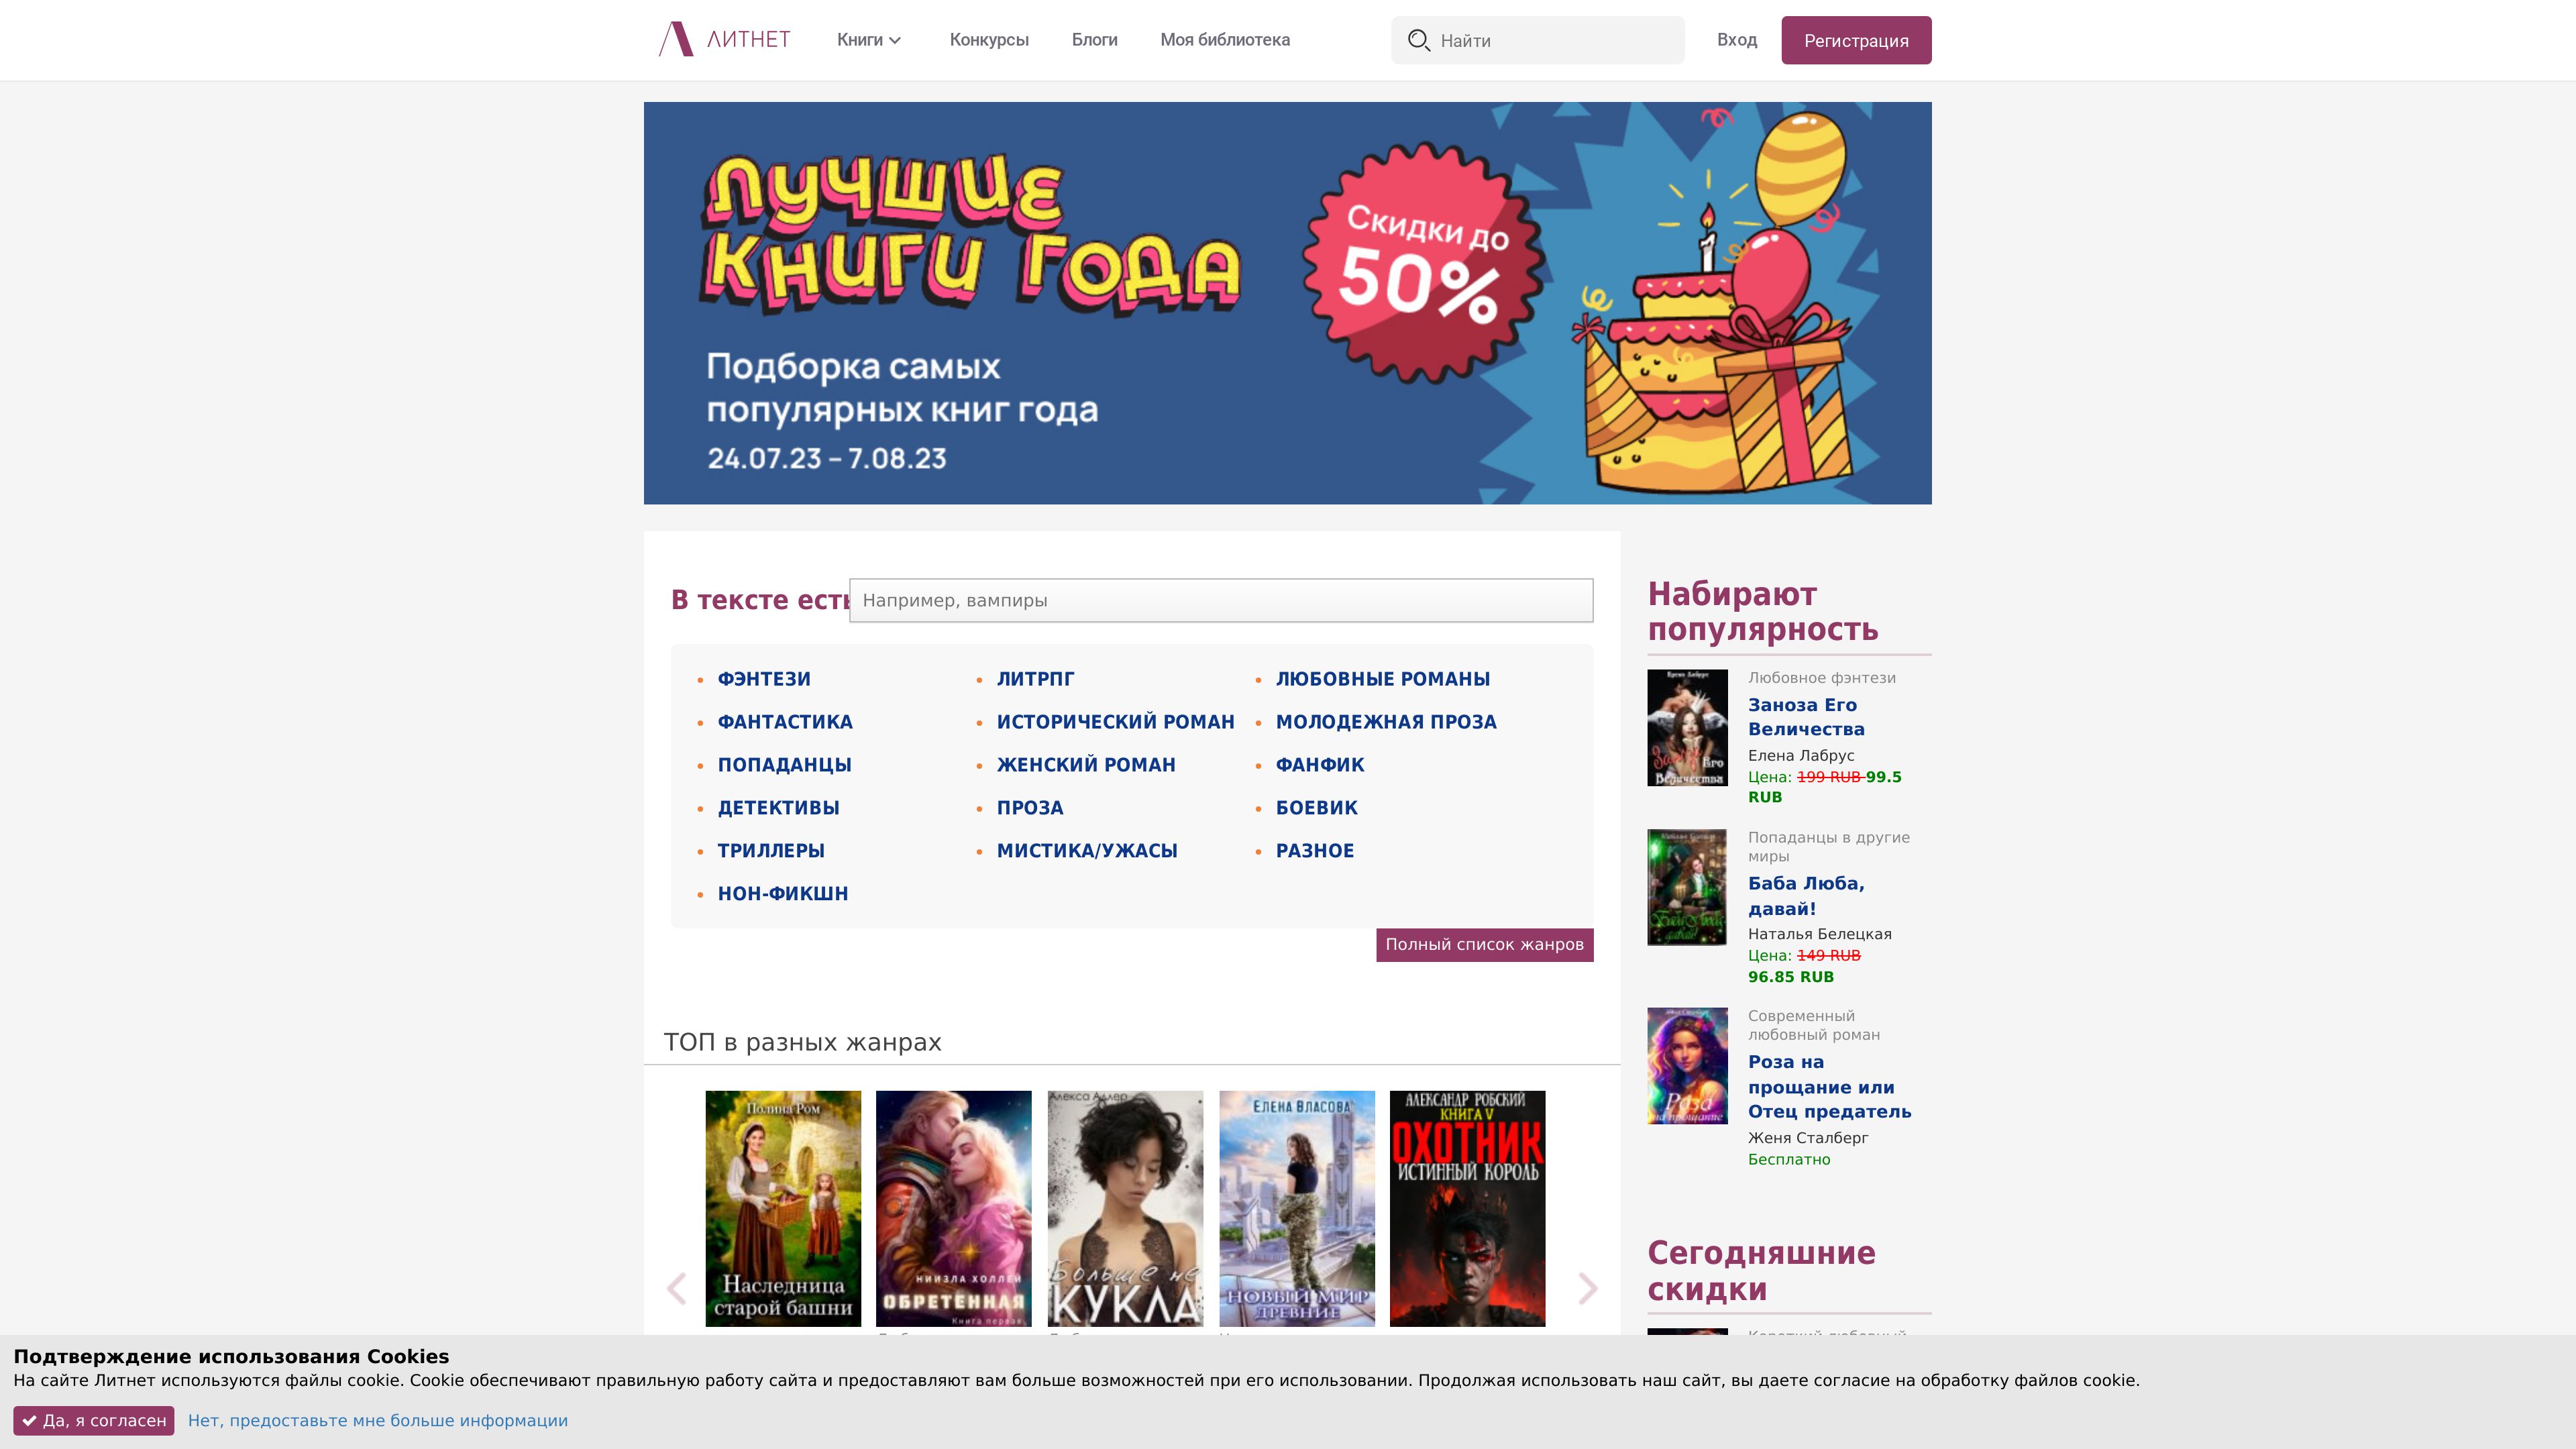 ЛИТНЕТ
Книги
Конкурсы
Блоги
Моя библиотека
Найти
Вход
Регистрация
Лучшие
книги года
Скидки до
50%
Подборка самых
популярных книг года
24.07.23 – 7.08.23
В тексте есть
Например, вампиры
ФЭНТЕЗИ
ЛИТРПГ
ЛЮБОВНЫЕ РОМАНЫ
ФАНТАСТИКА
ИСТОРИЧЕСКИЙ РОМАН
МОЛОДЕЖНАЯ ПРОЗА
ПОПАДАНЦЫ
ЖЕНСКИЙ РОМАН
ФАНФИК
ДЕТЕКТИВЫ
ПРОЗА
БОЕВИК
ТРИЛЛЕРЫ
МИСТИКА/УЖАСЫ
РАЗНОЕ
НОН-ФИКШН
Полный список жанров
ТОП в разных жанрах
Полина Ром
Наследница
старой башни
НИИЗЛА ХОЛЛЕЙ
ОБРЕТЕННАЯ
Книга первая
Алекса Адлер
Больше не
КУКЛА
ЕЛЕНА ВЛАСОВА
НОВЫЙ МИР
ДРЕВНИЕ
АЛЕКСАНДР РОБСКИЙ
КНИГА V
ОХОТНИК
ИСТИННЫЙ КОРОЛЬ
Набирают
популярность
Любовное фэнтези
Заноза Его
Величества
Елена Лабрус
Цена: 199 RUB 99.5
RUB
Попаданцы в другие
миры
Баба Люба,
давай!
Наталья Белецкая
Цена: 149 RUB
96.85 RUB
Современный
любовный роман
Роза на
прощание или
Отец предатель
Женя Сталберг
Бесплатно
Сегодняшние
скидки
Подтверждение использования Cookies
На сайте Литнет используются файлы cookie. Cookie обеспечивают правильную работу сайта и предоставляют вам больше возможностей при его использовании. Продолжая использовать наш сайт, вы даете согласие на обработку файлов cookie.
Да, я согласен
Нет, предоставьте мне больше информации